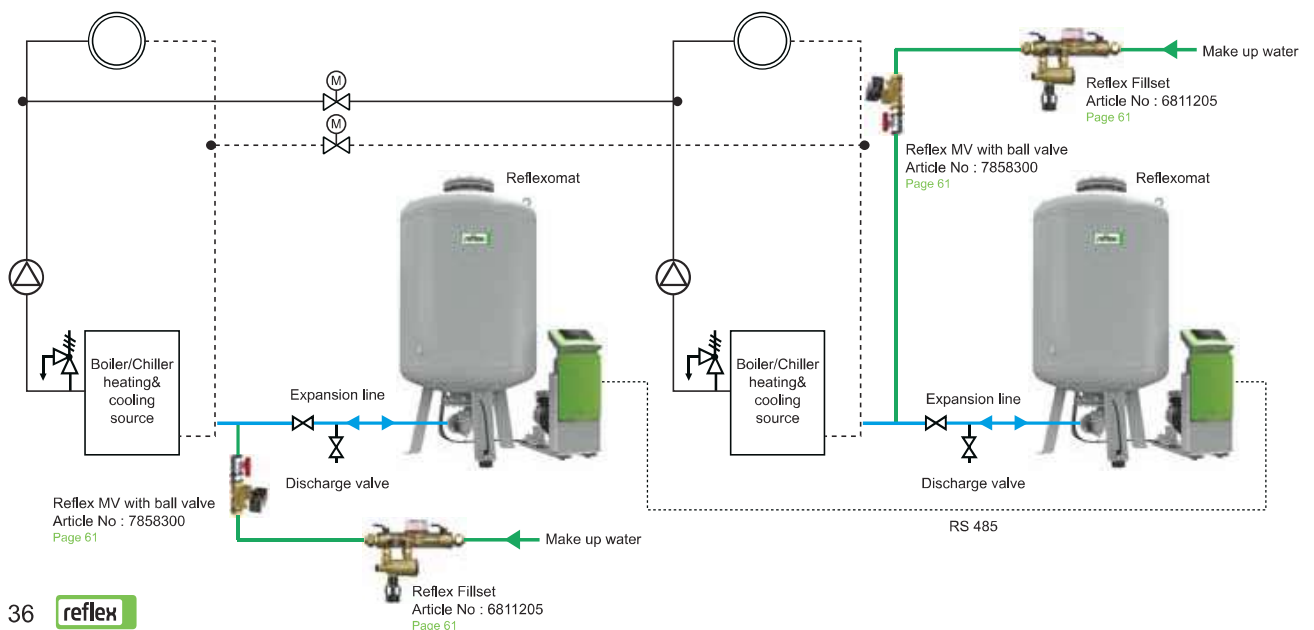 M
M
Make up water
Reflex Fillset
Article No : 6811205
Page 61
Reflex MV with ball valve
Article No : 7858300
Page 61
Reflexomat
reflex
Reflexomat
reflex
Boiler/Chiller
heating&
cooling
source
Expansion line
Discharge valve
Boiler/Chiller
heating&
cooling
source
Expansion line
Discharge valve
RS 485
Reflex MV with ball valve
Article No : 7858300
Page 61
Make up water
Reflex Fillset
Article No : 6811205
Page 61
36 reflex